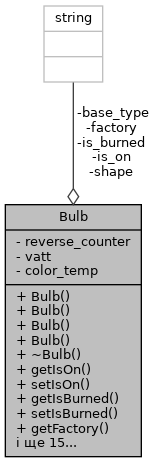 string
-base_type
-factory
-is_burned
-is_on
-shape
Bulb
- reverse_counter
- vatt
- color_temp
+ Bulb()
+ Bulb()
+ Bulb()
+ Bulb()
+ ~Bulb()
+ getIsOn()
+ setIsOn()
+ getIsBurned()
+ setIsBurned()
+ getFactory()
і ще 15...